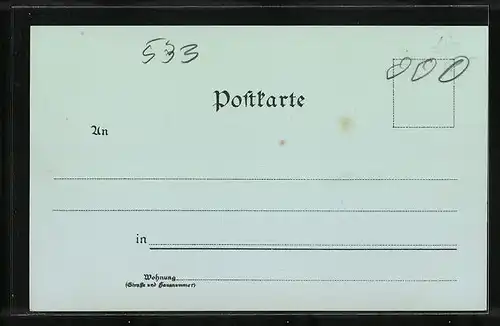 533
000
Postkarte
An
in
Wohnung
(Straße und Hausnummer)